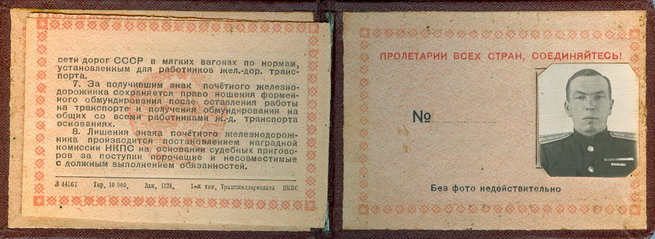 сети дорог СССР в мягких вагонах по нормам,
установленным для работников жел.-дор. транс-
порта.
7. За получившим знак почётного железно-
дорожника сохраняется право ношения формен-
ного обмундирования после оставления работы
на транспорте и получения обмундирования на
общих со всеми работниками ж.-д. транспорта
основаниях.
8. Лишения знака почётного железнодорож-
ника производится постановлением наградной
комиссии НКПС на основании судебных пригово-
ров за поступки порочащие и несовместимые
с должным выполнением обязанностей.
Л 44567 Тир. 10 000, Зак. 1124. 1-я тип. Трансжелдориздата НКПС
ПРОЛЕТАРИИ ВСЕХ СТРАН, СОЕДИНЯЙТЕСЬ!
№
Без фото недействительно